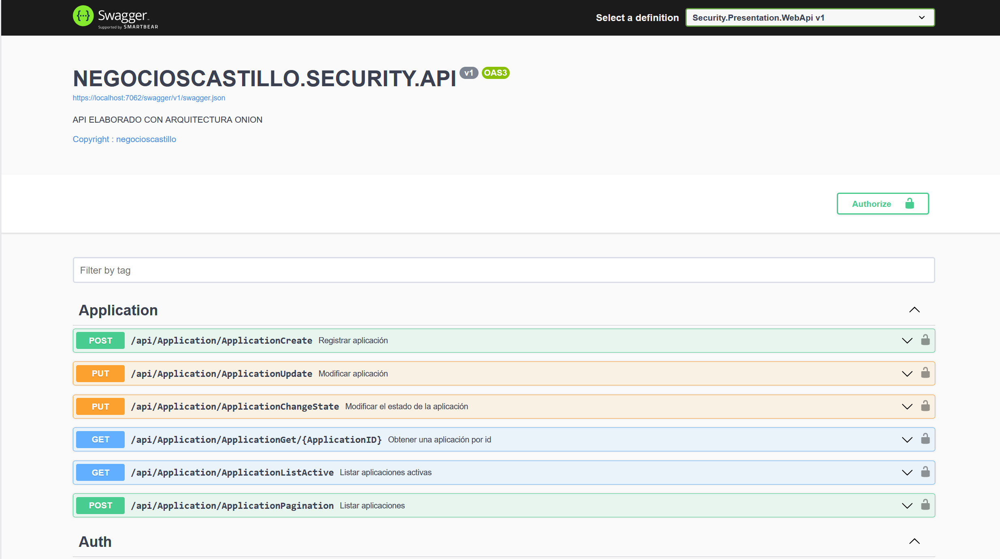 Swagger
Supported by SMARTBEAR
Select a definition
Security.Presentation.WebApi v1
NEGOCIOSCASTILLO.SECURITY.API v1 OAS3
https://localhost:7062/swagger/v1/swagger.json
API ELABORADO CON ARQUITECTURA ONION
Copyright : negocioscastillo
Authorize
Filter by tag
Application
POST /api/Application/ApplicationCreate Registrar aplicación
PUT /api/Application/ApplicationUpdate Modificar aplicación
PUT /api/Application/ApplicationChangeState Modificar el estado de la aplicación
GET /api/Application/ApplicationGet/{ApplicationID} Obtener una aplicación por id
GET /api/Application/ApplicationListActive Listar aplicaciones activas
POST /api/Application/ApplicationPagination Listar aplicaciones
Auth